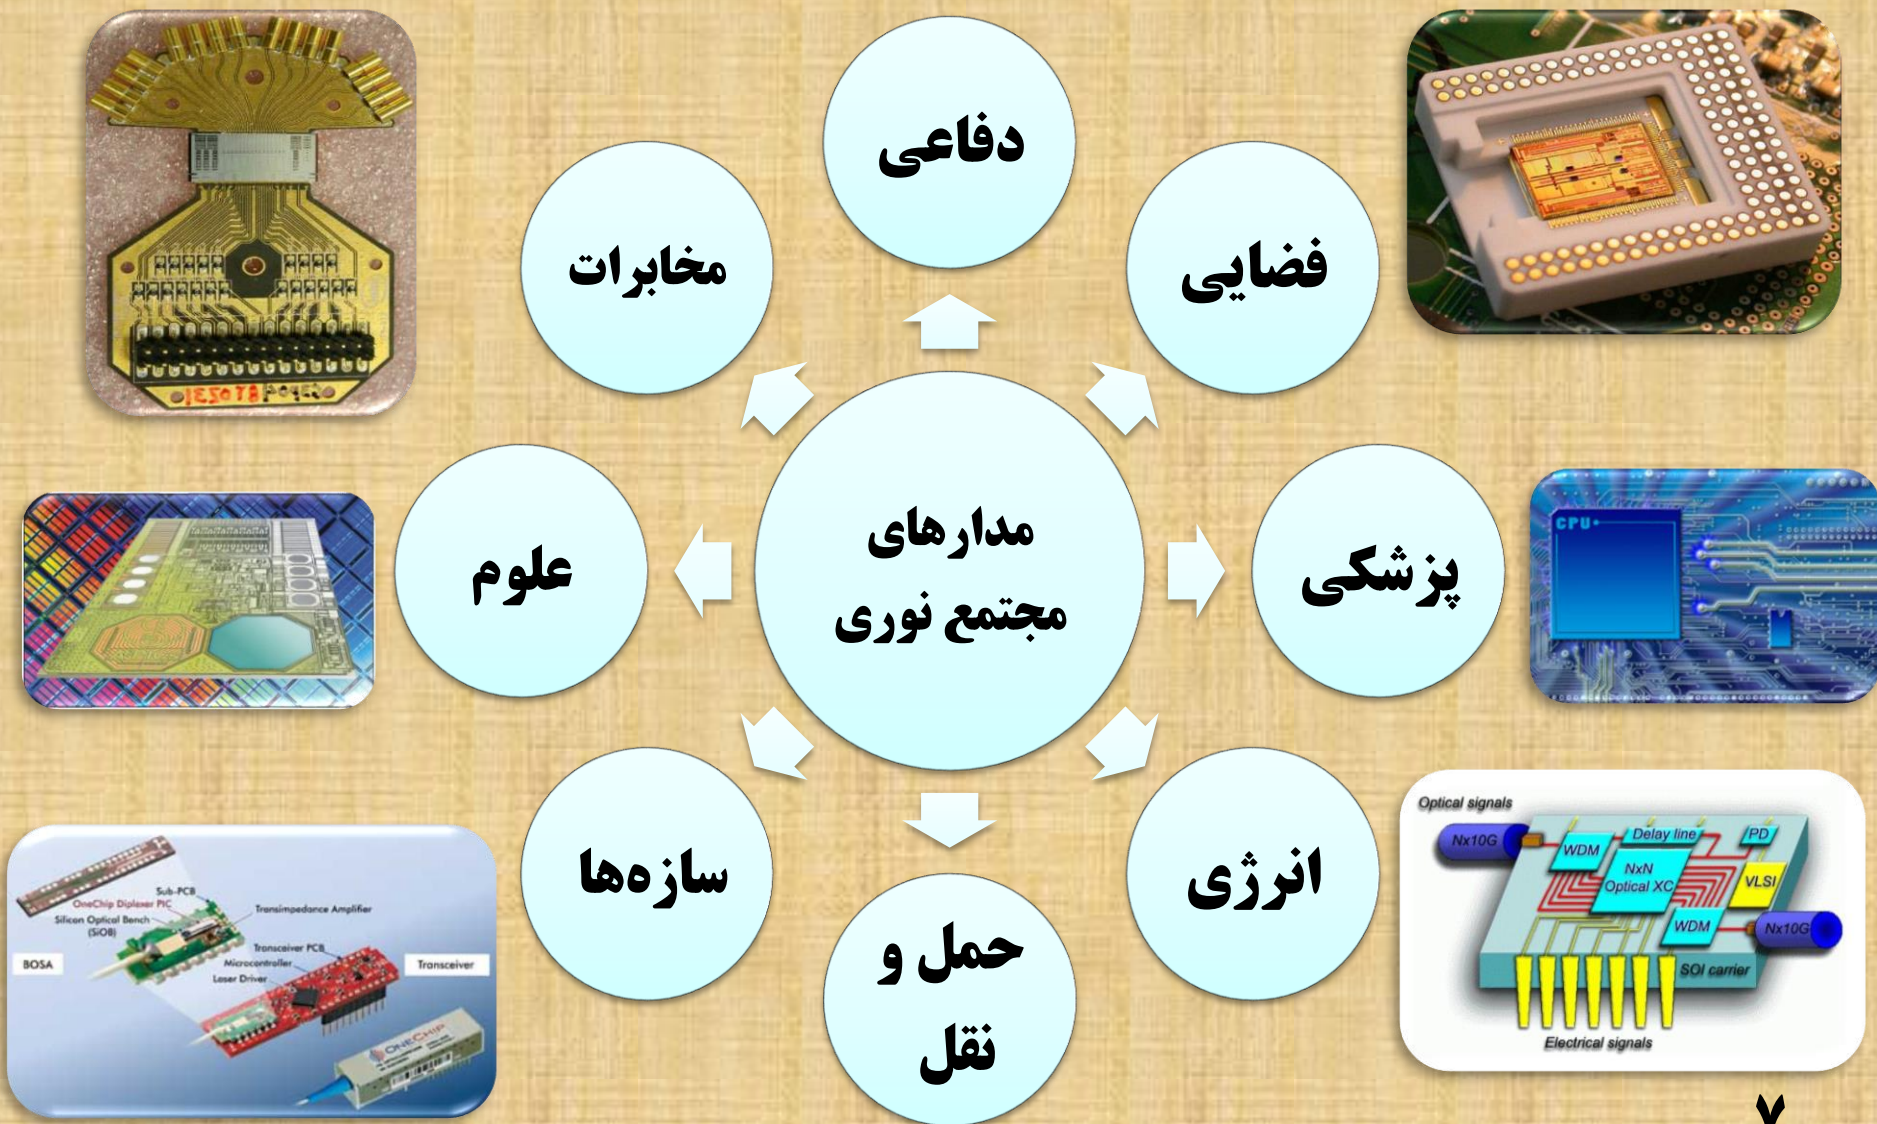 دفاعی
فضایی
پزشکی
انرژی
حمل و
نقل
سازه‌ها
علوم
مخابرات
مدارهای
مجتمع نوری
CPU
Optical signals
Nx10G
WDM
Delay line
PD
NxN
Optical XC
VLSI
WDM
Nx10G
SOI carrier
Electrical signals
Sub-PCB
OneChip Diplexer PIC
Silicon Optical Bench
(SiOB)
Transimpedance Amplifier
BOSA
Transceiver PCB
Microcontroller
Laser Driver
Transceiver
ONECHIP
۷